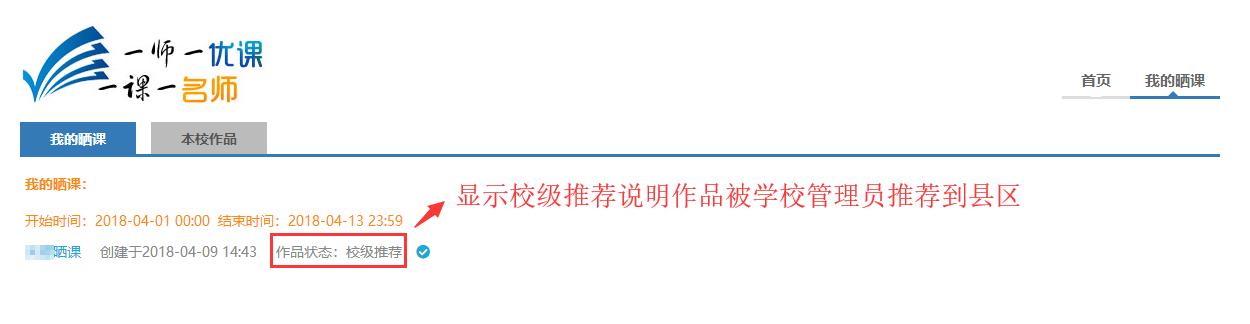 一师一优课
一课一名师
首页 我的晒课
我的晒课 本校作品
我的晒课:
显示校级推荐说明作品被学校管理员推荐到县区
开始时间：2018-04-01 00:00 结束时间：2018-04-13 23:59
晒课 创建于2018-04-09 14:43 作品状态：校级推荐